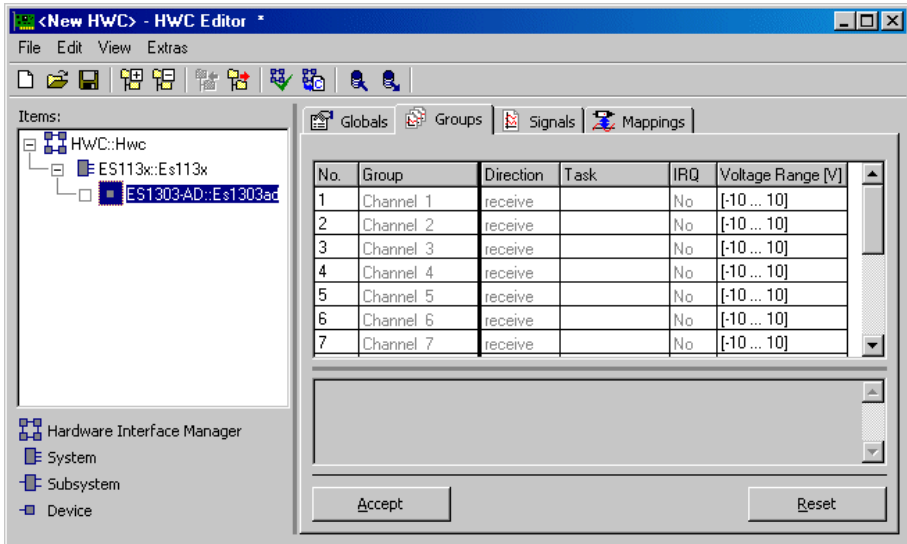 <New HWC> - HWC Editor *
File Edit View Extras
Items:
HWC::Hwc
ES113x::Es113x
ES1303-AD::Es1303ad
Hardware Interface Manager
System
Subsystem
Device
Globals Groups Signals Mappings
No. Group Direction Task IRQ Voltage Range [V]
1 Channel 1 receive No [-10 ... 10]
2 Channel 2 receive No [-10 ... 10]
3 Channel 3 receive No [-10 ... 10]
4 Channel 4 receive No [-10 ... 10]
5 Channel 5 receive No [-10 ... 10]
6 Channel 6 receive No [-10 ... 10]
7 Channel 7 receive No [-10 ... 10]
Accept Reset